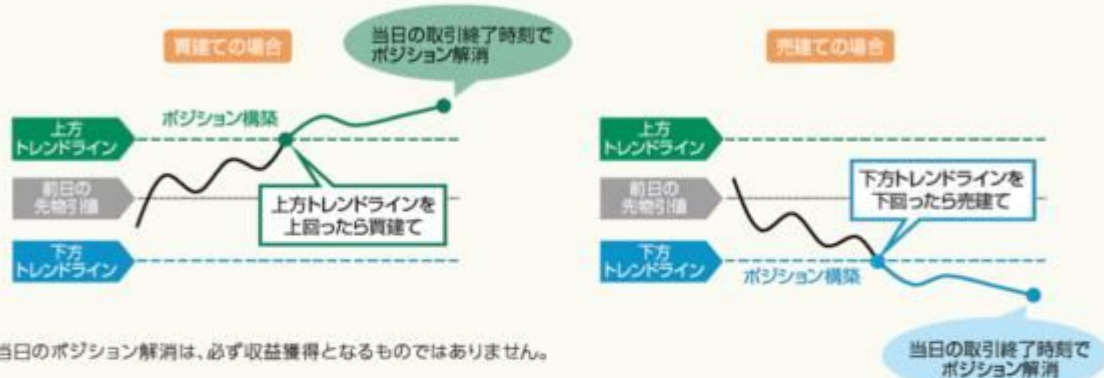 買建ての場合
当日の取引終了時刻で
ポジション解消
ポジション構築
上方
トレンドライン
前日の
先物引値
下方
トレンドライン
上方トレンドラインを
上回ったら買建て
売建ての場合
上方
トレンドライン
前日の
先物引値
下方
トレンドライン
下方トレンドラインを
下回ったら売建て
ポジション構築
当日の取引終了時刻で
ポジション解消
当日のポジション解消は、必ず収益獲得となるものではありません。